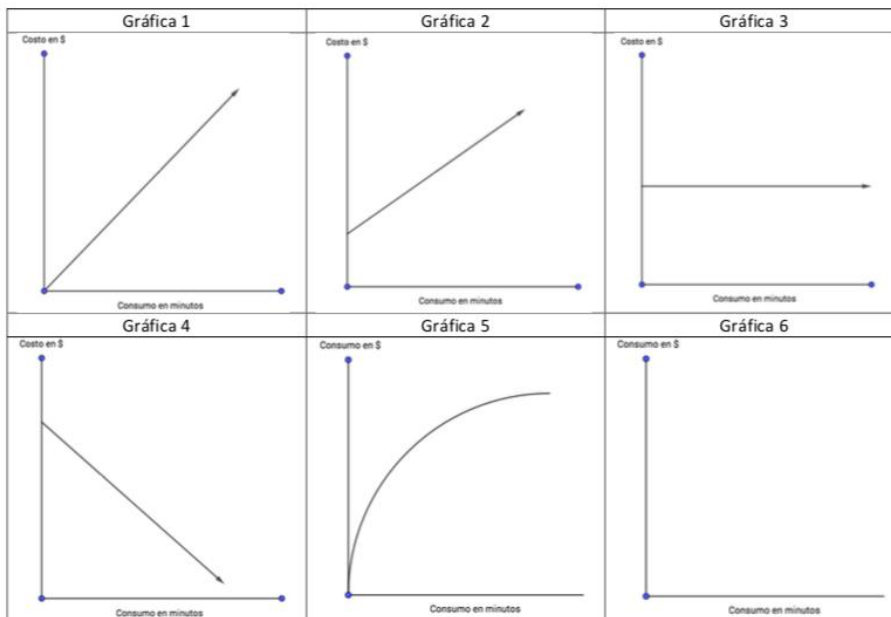 Gráfica 1
Gráfica 2
Gráfica 3
Costo en $
Costo en $
Costo en $
Consumo en minutos
Consumo en minutos
Consumo en minutos
Gráfica 4
Gráfica 5
Gráfica 6
Costo en $
Consumo en $
Consumo en $
Consumo en minutos
Consumo en minutos
Consumo en minutos